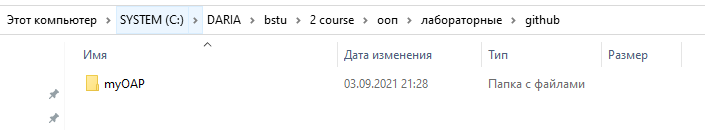 Этот компьютер > SYSTEM (C:) > DARIA > bstu > 2 course > ооп > лабораторные > github
Имя Дата изменения Тип Размер
myOAP 03.09.2021 21:28 Папка с файлами